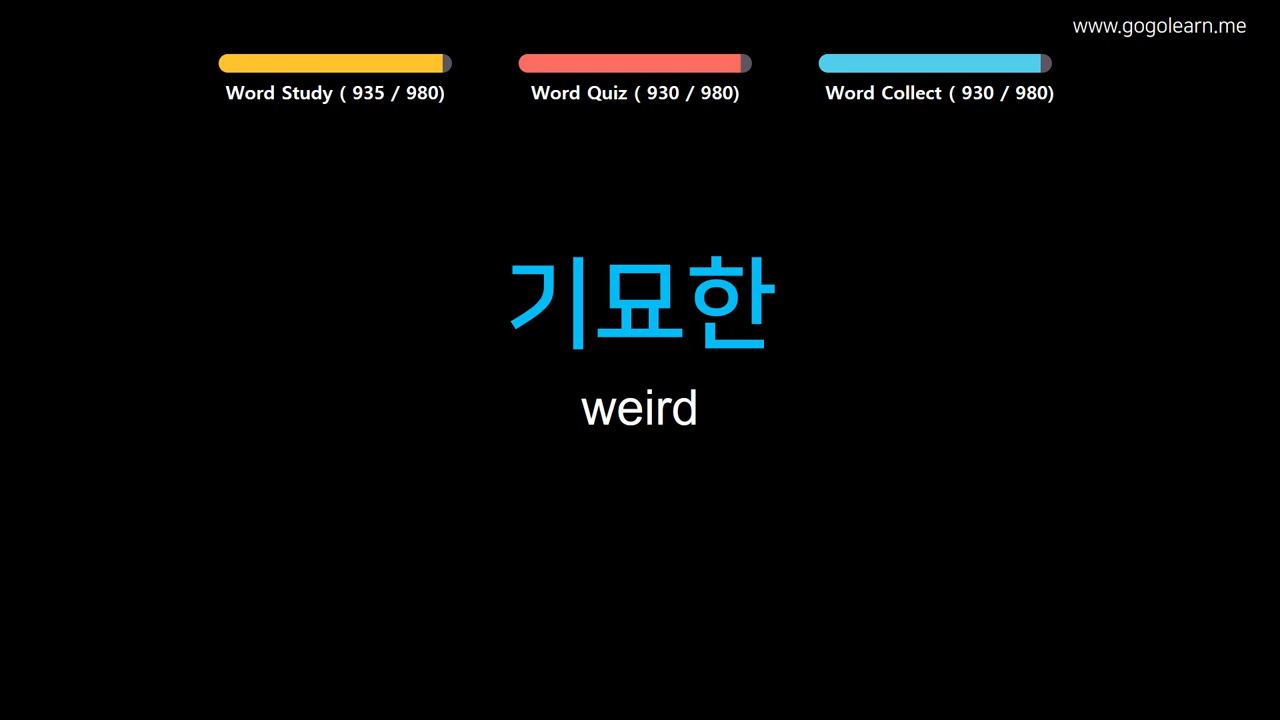 www.gogolearn.me
Word Study ( 935 / 980)
Word Quiz ( 930 / 980)
Word Collect ( 930 / 980)
기묘한
weird